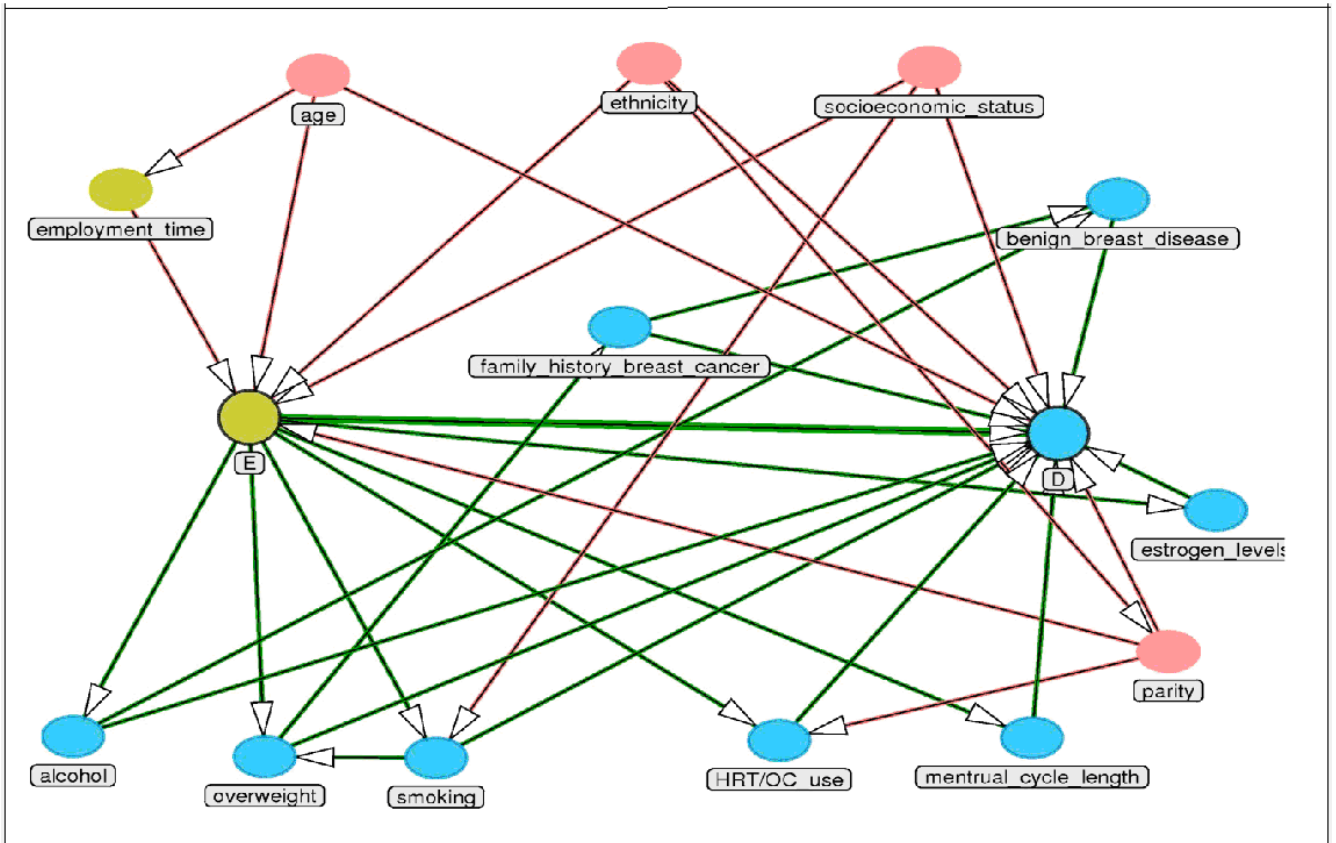 age
ethnicity
socioeconomic_status
employment_time
benign_breast_disease
family_history_breast_cancer
E
D
estrogen_levels
parity
alcohol
overweight
smoking
HRT/OC_use
mentrual_cycle_length